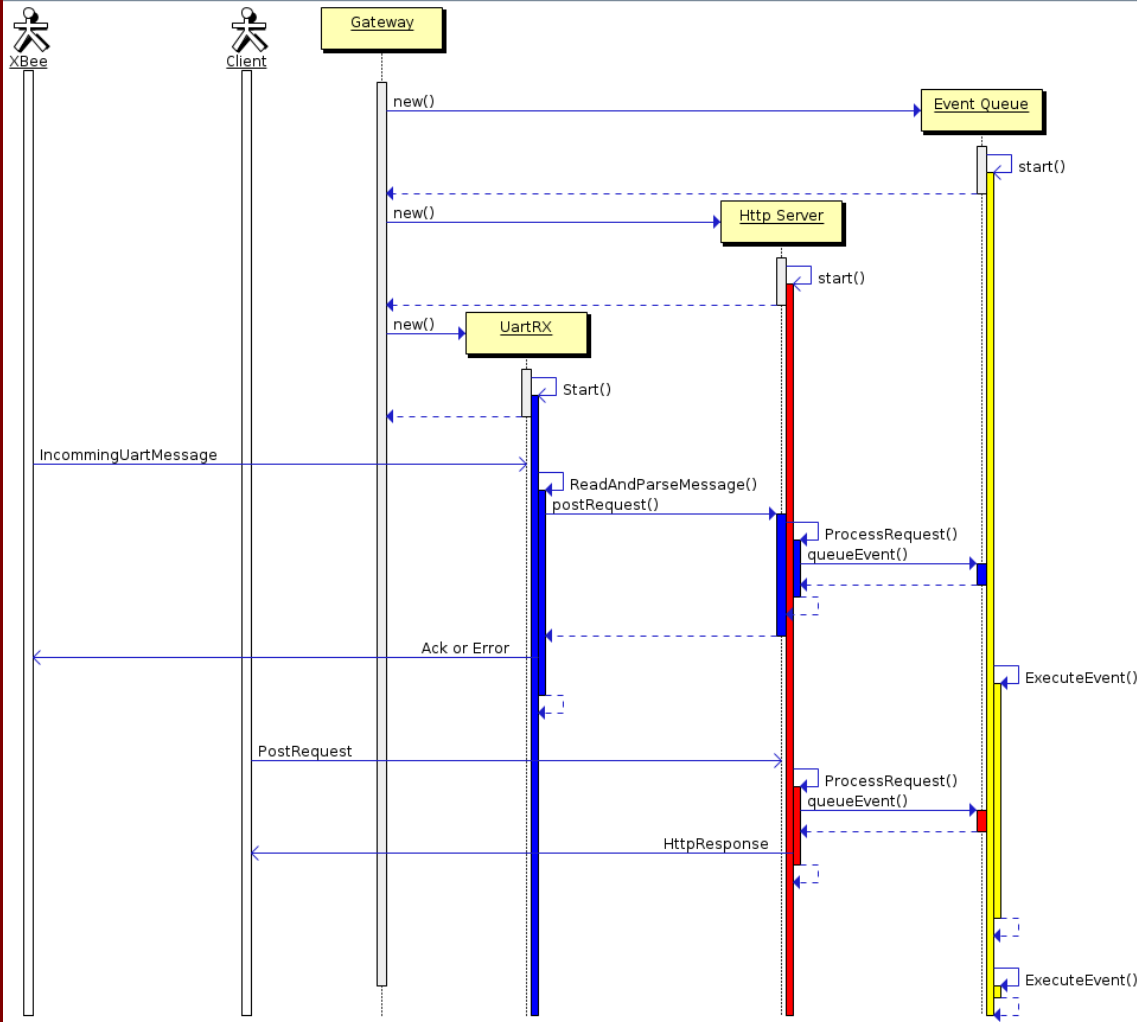 XBee
Client
Gateway
new()
Event Queue
start()
new()
Http Server
start()
new()
UartRX
Start()
IncommingUartMessage
ReadAndParseMessage()
postRequest()
ProcessRequest()
queueEvent()
Ack or Error
ExecuteEvent()
PostRequest
ProcessRequest()
queueEvent()
HttpResponse
ExecuteEvent()